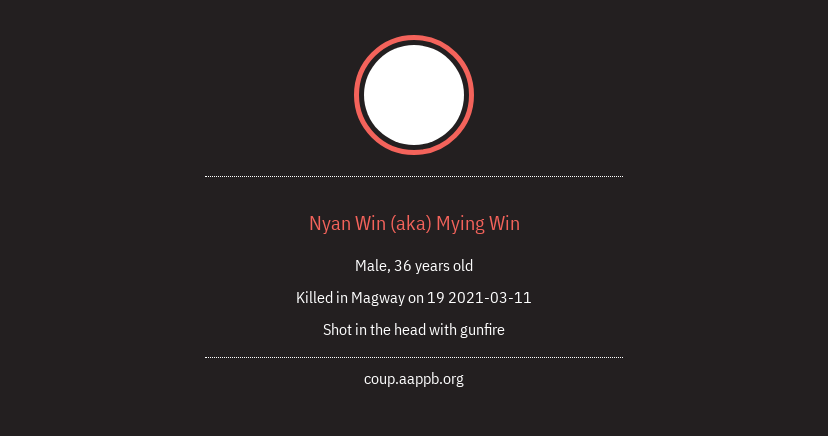 Nyan Win (aka) Mying Win
Male, 36 years old
Killed in Magway on 19 2021-03-11
Shot in the head with gunfire
coup.aappb.org